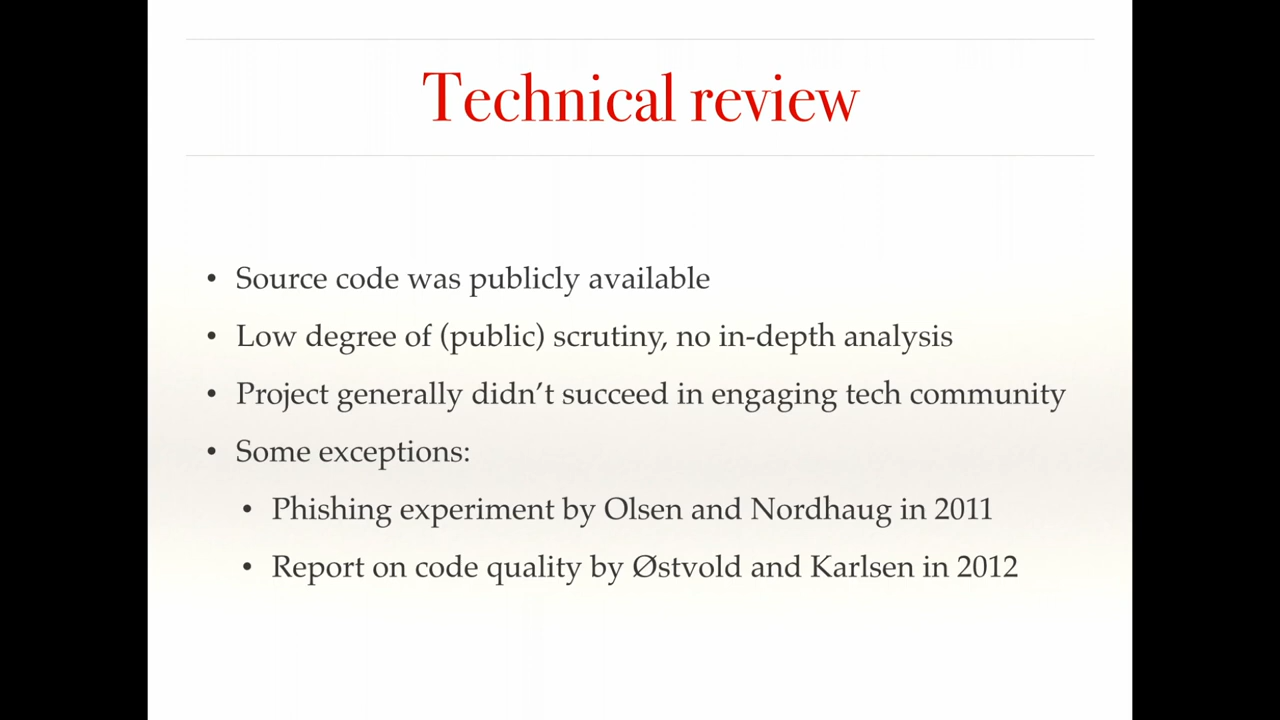 Technical review
• Source code was publicly available
• Low degree of (public) scrutiny, no in-depth analysis
• Project generally didn’t succeed in engaging tech community
• Some exceptions:
• Phishing experiment by Olsen and Nordhaug in 2011
• Report on code quality by Østvold and Karlsen in 2012